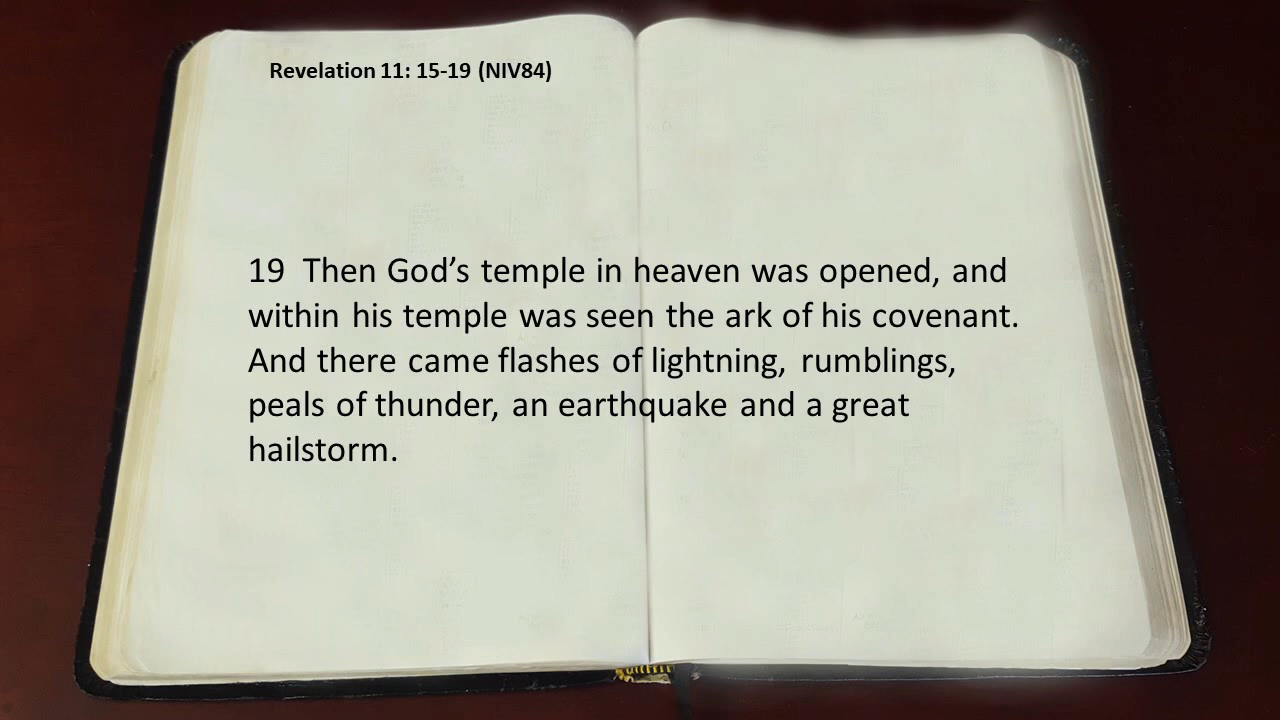 Revelation 11: 15-19 (NIV84)
19  Then God’s temple in heaven was opened, and
within his temple was seen the ark of his covenant.
And there came flashes of lightning, rumblings,
peals of thunder, an earthquake and a great
hailstorm.